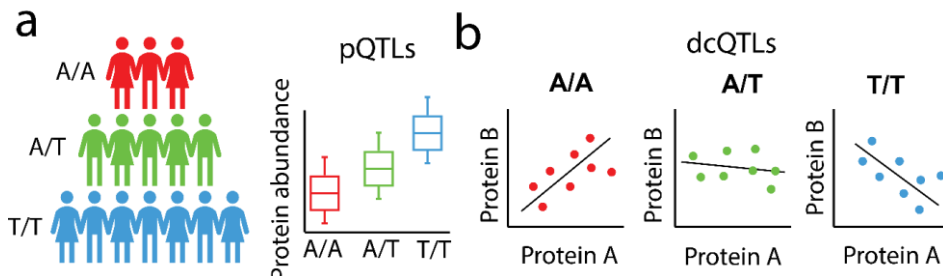 a
A/A
A/T
T/T
pQTLs
Protein abundance
A/A A/T T/T
b
dcQTLs
A/A A/T T/T
Protein B
Protein A
Protein B
Protein A
Protein B
Protein A